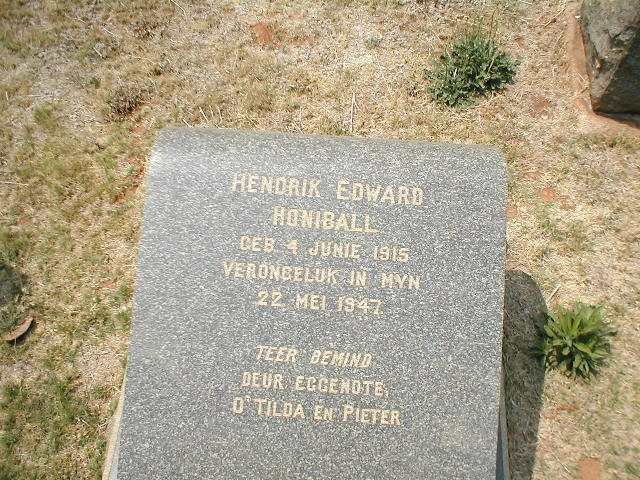 HENDRIK EDWARD
HONIBALL
GEB 4 JUNIE 1915
VERONGELUK IN MYN
22 MEI 1947
TEER BEMIND
DEUR EGGENOTE,
DR TILDA EN PIETER